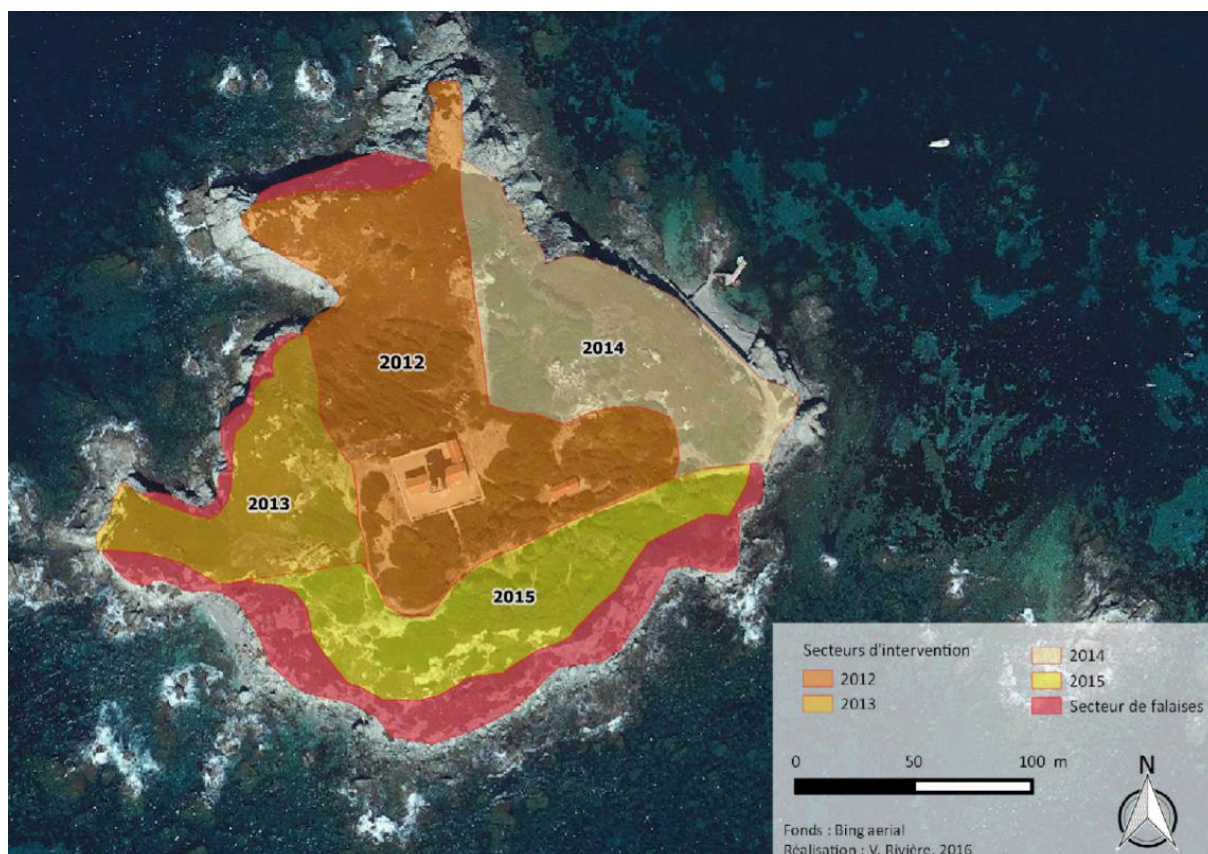 2012
2014
2013
2015
Secteurs d'intervention
2012
2013
2014
2015
Secteur de falaises
0 50 100 m
N
Fonds : Bing aerial
Réalisation : V. Rivière, 2016